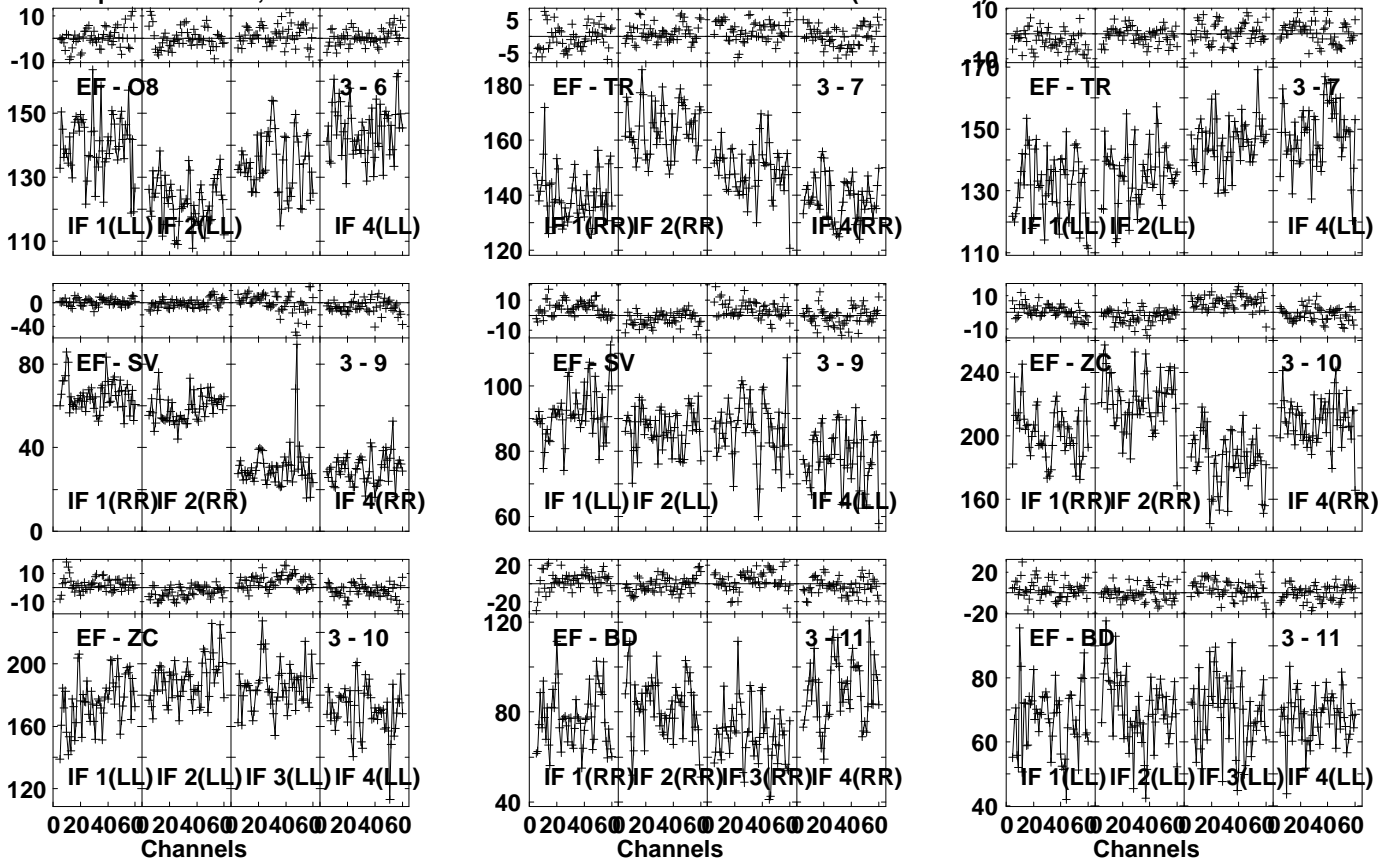 10
-10
EF - O8
3 - 6
150
130
110
IF 1(LL) IF 2(LL) IF 4(LL)
5
-5
EF - TR
3 - 7
180
160
140
120
IF 1(RR) IF 2(RR) IF 4(RR)
10
-10
EF - TR
3 - 7
170
150
130
110
IF 1(LL) IF 2(LL) IF 4(LL)
0
-40
EF - SV
3 - 9
80
40
0
IF 1(RR) IF 2(RR) IF 4(RR)
10
-10
EF - SV
3 - 9
100
80
60
IF 1(LL) IF 2(LL) IF 4(LL)
10
-10
EF - ZC
3 - 10
240
200
160
IF 1(RR) IF 2(RR) IF 4(RR)
10
-10
EF - ZC
3 - 10
200
160
120
IF 1(LL) IF 2(LL) IF 3(LL) IF 4(LL)
0 20 40 60 0 20 40 60 0 20 40 60 0 20 40 60
Channels
20
-20
EF - BD
3 - 11
120
80
40
IF 1(RR) IF 2(RR) IF 3(RR) IF 4(RR)
0 20 40 60 0 20 40 60 0 20 40 60 0 20 40 60
Channels
20
-20
EF - BD
3 - 11
80
60
40
IF 1(LL) IF 2(LL) IF 3(LL) IF 4(LL)
0 20 40 60 0 20 40 60 0 20 40 60 0 20 40 60
Channels